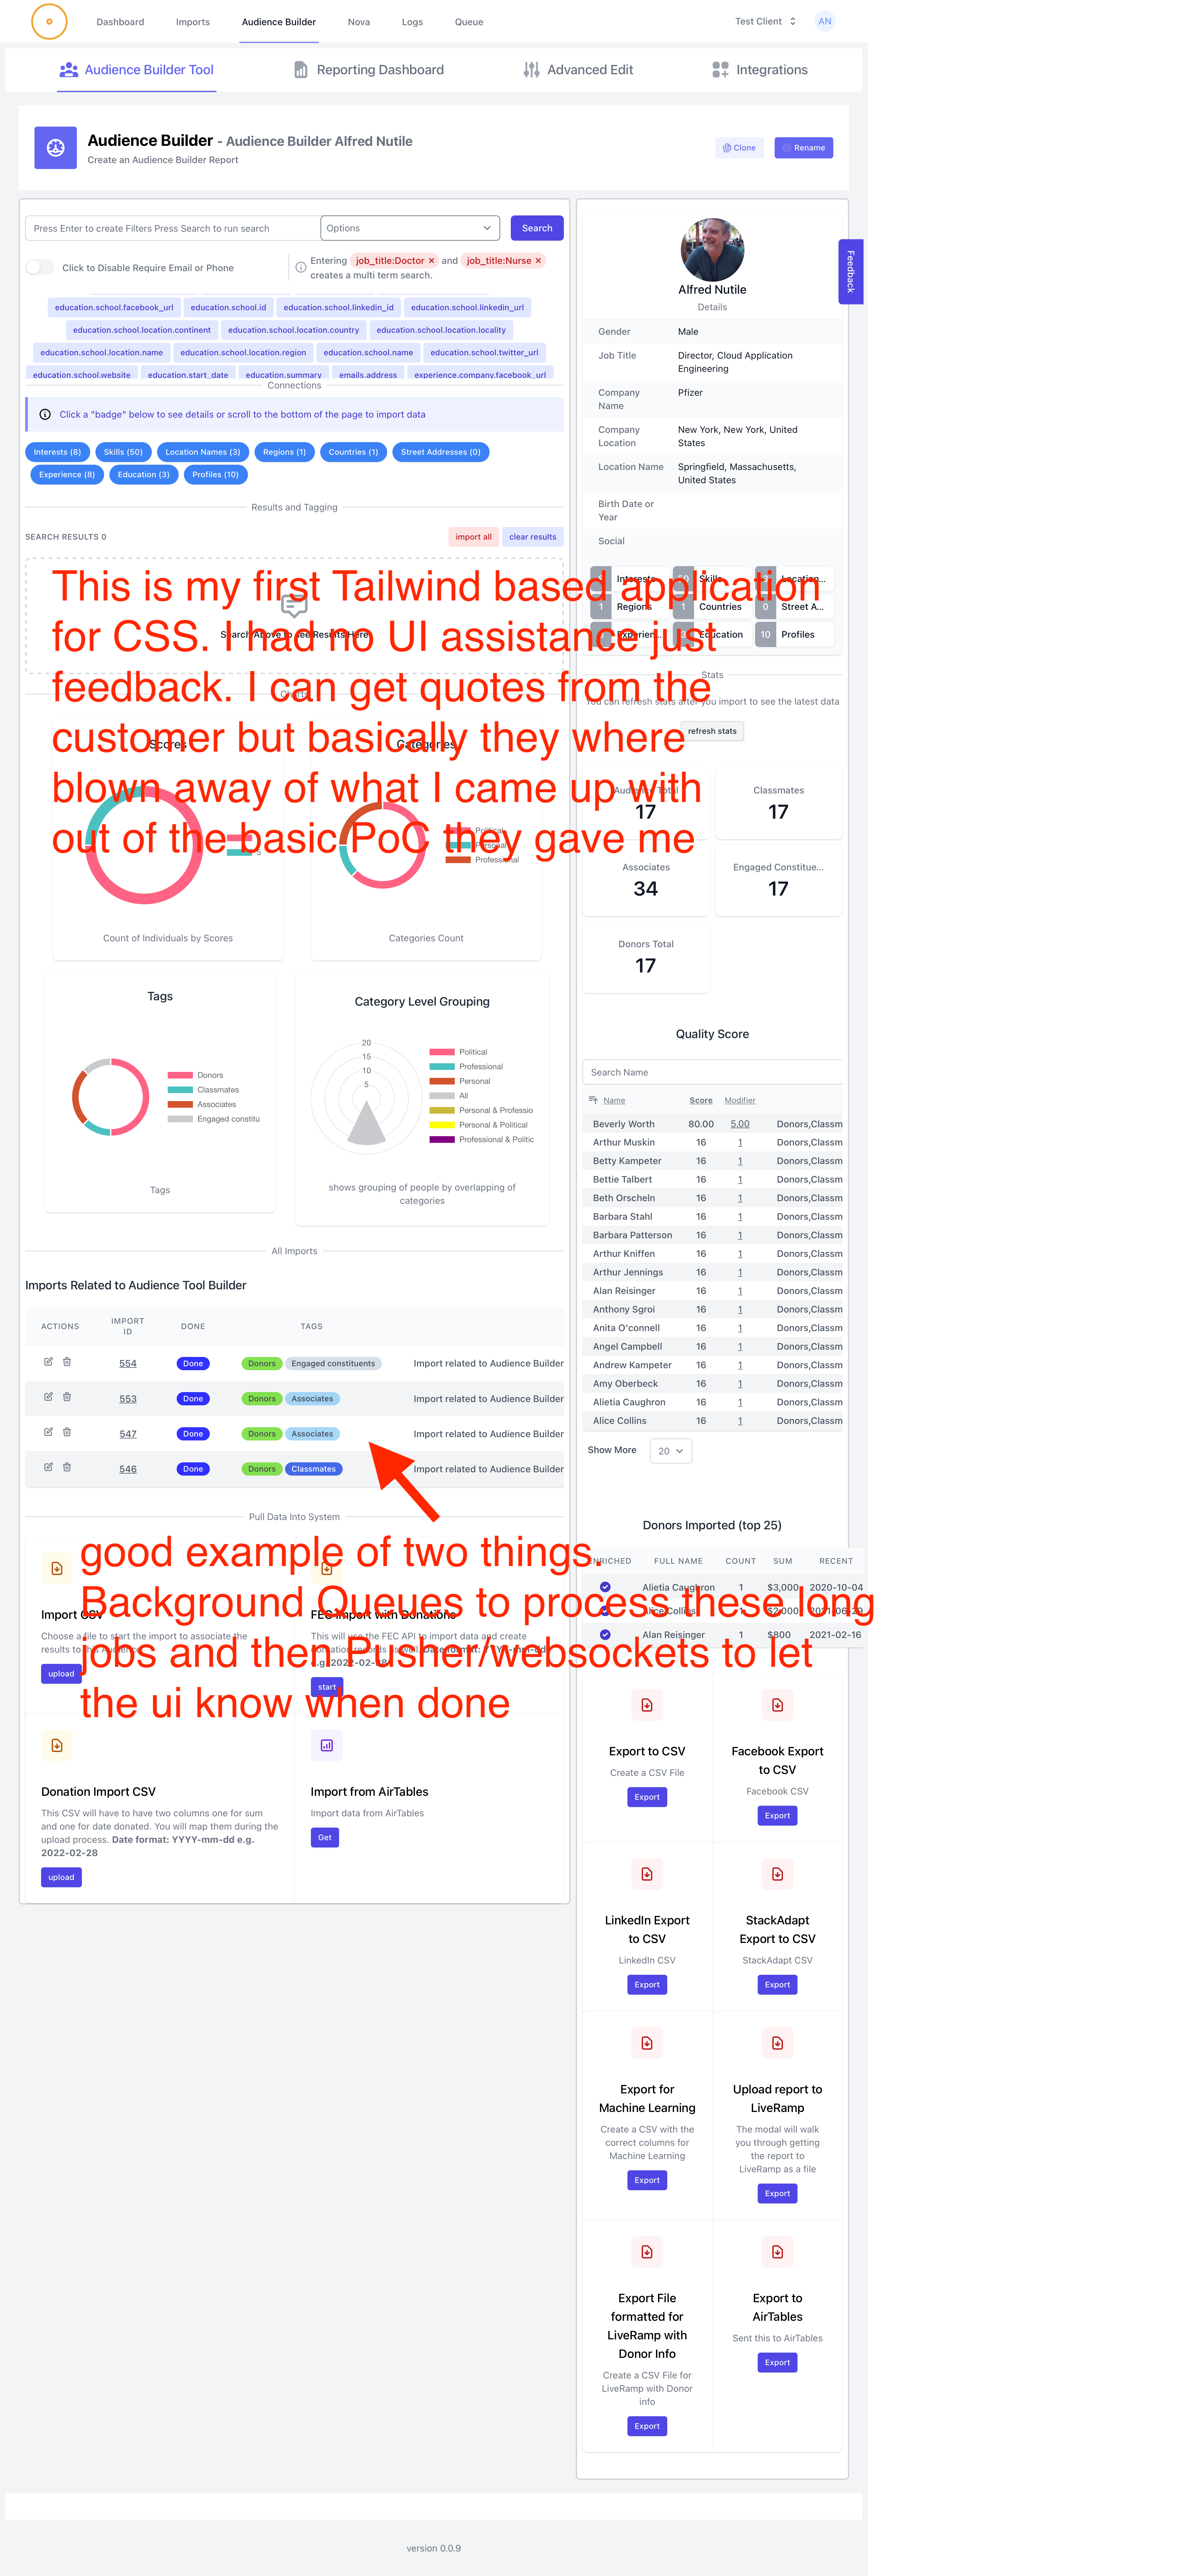 Dashboard Imports Audience Builder Nova Logs Queue Test Client AN
Audience Builder Tool Reporting Dashboard Advanced Edit Integrations
Audience Builder - Audience Builder Alfred Nutile
Create an Audience Builder Report
Clone Rename
Press Enter to create Filters Press Search to run search Options Search
Click to Disable Require Email or Phone
Entering job_title:Doctor × and job_title:Nurse ×
creates a multi term search.
education.school.facebook_url education.school.id education.school.linkedin_id education.school.linkedin_url
education.school.location.continent education.school.location.country education.school.location.locality
education.school.location.name education.school.location.region education.school.name education.school.twitter_url
education.school.website education.start_date education.summary emails.address experience.company.facebook_url
Connections
Click a "badge" below to see details or scroll to the bottom of the page to import data
Interests (8) Skills (50) Location Names (3) Regions (1) Countries (1) Street Addresses (0)
Experience (8) Education (3) Profiles (10)
Results and Tagging
SEARCH RESULTS 0 import all clear results
Search Above to See Results Here
This is my first Tailwind based application
for CSS. I had no UI assistance just
feedback. I can get quotes from the
customer but basically they where
blown away of what I came up with
out of the basic PoC they gave me
Charts
Scores
5
Count of Individuals by Scores
Categories
Political
Personal
Professional
Categories Count
Tags
Donors
Classmates
Associates
Engaged constitu
Tags
Category Level Grouping
20
15
10
5
Political
Professional
Personal
All
Personal & Professio
Personal & Political
Professional & Politic
shows grouping of people by overlapping of
categories
All Imports
Imports Related to Audience Tool Builder
ACTIONS IMPORT ID DONE TAGS
554 Done Donors Engaged constituents Import related to Audience Builder
553 Done Donors Associates Import related to Audience Builder
547 Done Donors Associates Import related to Audience Builder
546 Done Donors Classmates Import related to Audience Builder
Pull Data Into System
good example of two things.
Background Queues to process these long
jobs and then Pusher/websockets to let
the ui know when done
Import CSV
Choose a file to start the import to associate the
results to this Audience
upload
FEC Import with Donations
This will use the FEC API to import data and create
donation records as well. Date format: YYYY-mm-dd
e.g. 2022-02-28
start
Donation Import CSV
This CSV will have to have two columns one for sum
and one for date donated. You will map them during the
upload process. Date format: YYYY-mm-dd e.g.
2022-02-28
upload
Import from AirTables
Import data from AirTables
Get
Feedback
Alfred Nutile
Details
Gender Male
Job Title Director, Cloud Application
Engineering
Company
Name Pfizer
Company
Location New York, New York, United
States
Location Name Springfield, Massachusetts,
United States
Birth Date or
Year
Social
Interests Skills Location...
1 Regions 1 Countries 0 Street A...
Experien... Education 10 Profiles
Stats
You can refresh stats after you import to see the latest data
refresh stats
Audience Total
17
Classmates
17
Associates
34
Engaged Constitue...
17
Donors Total
17
Quality Score
Search Name
Name Score Modifier
Beverly Worth 80.00 5.00 Donors,Classm
Arthur Muskin 16 1 Donors,Classm
Betty Kampeter 16 1 Donors,Classm
Bettie Talbert 16 1 Donors,Classm
Beth Orscheln 16 1 Donors,Classm
Barbara Stahl 16 1 Donors,Classm
Barbara Patterson 16 1 Donors,Classm
Arthur Kniffen 16 1 Donors,Classm
Arthur Jennings 16 1 Donors,Classm
Alan Reisinger 16 1 Donors,Classm
Anthony Sgroi 16 1 Donors,Classm
Anita O'connell 16 1 Donors,Classm
Angel Campbell 16 1 Donors,Classm
Andrew Kampeter 16 1 Donors,Classm
Amy Oberbeck 16 1 Donors,Classm
Alietia Caughron 16 1 Donors,Classm
Alice Collins 16 1 Donors,Classm
Show More 20
Donors Imported (top 25)
ENRICHED FULL NAME COUNT SUM RECENT
Alietia Caughron 1 $3,000 2020-10-04
Alice Collins 1 $2,000 2021-06-29
Alan Reisinger 1 $800 2021-02-16
Export to CSV
Create a CSV File
Export
Facebook Export
to CSV
Facebook CSV
Export
LinkedIn Export
to CSV
LinkedIn CSV
Export
StackAdapt
Export to CSV
StackAdapt CSV
Export
Export for
Machine Learning
Create a CSV with the
correct columns for
Machine Learning
Export
Upload report to
LiveRamp
The modal will walk
you through getting
the report to
LiveRamp as a file
Export
Export File
formatted for
LiveRamp with
Donor Info
Create a CSV File for
LiveRamp with Donor
info
Export
Export to
AirTables
Sent this to AirTables
Export
version 0.0.9